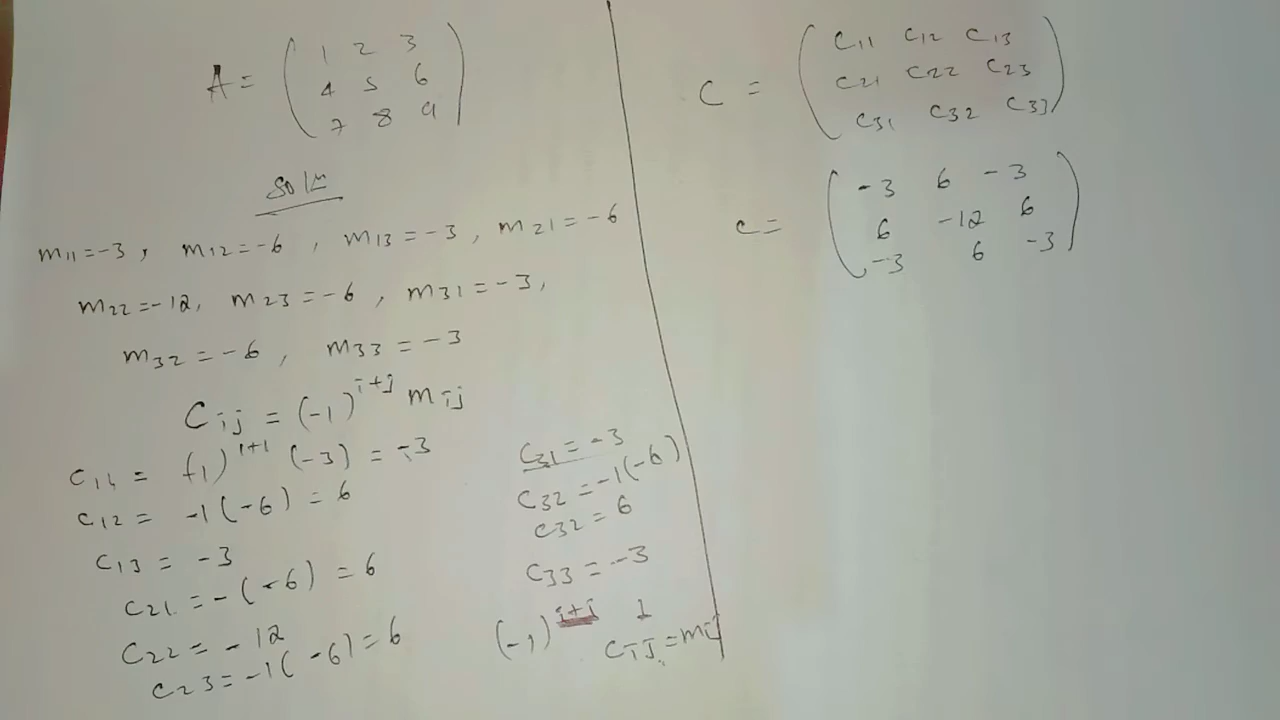 A = ( 1 2 3
4 5 6
7 8 9 )
Soln
m11 = -3, m12 = -6, m13 = -3, m21 = -6
m22 = -12, m23 = -6, m31 = -3,
m32 = -6, m33 = -3
Cij = (-1)^i+j mij
C11 = (-1)^1+1 (-3) = -3
C12 = -1(-6) = 6
C13 = -3
C21 = -(-6) = 6
C22 = -12
C23 = -1(-6) = 6
C31 = -3
C32 = -1(-6)
C32 = 6
C33 = -3
(-1)^i+j 1
Cij = mij
C = ( C11 C12 C13
C21 C22 C23
C31 C32 C33 )
C = ( -3 6 -3
6 -12 6
-3 6 -3 )